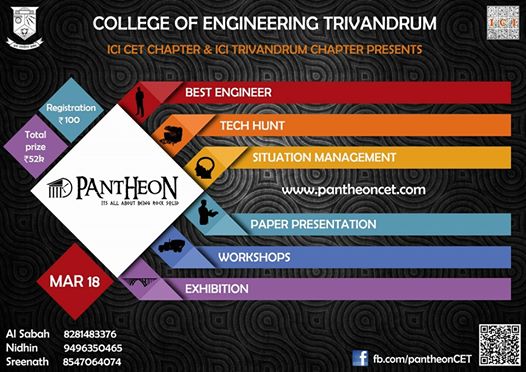 COLLEGE OF ENGINEERING TRIVANDRUM
ICI CET CHAPTER & ICI TRIVANDRUM CHAPTER PRESENTS
ICI CET
Registration
₹100
Total
prize
₹52k
PANTHEON
ITS ALL ABOUT BEING ROCK SOLID
MAR 18
BEST ENGINEER
TECH HUNT
SITUATION MANAGEMENT
www.pantheoncet.com
PAPER PRESENTATION
WORKSHOPS
EXHIBITION
Al Sabah 8281483376
Nidhin 9496350465
Sreenath 8547064074
f fb.com/pantheonCET